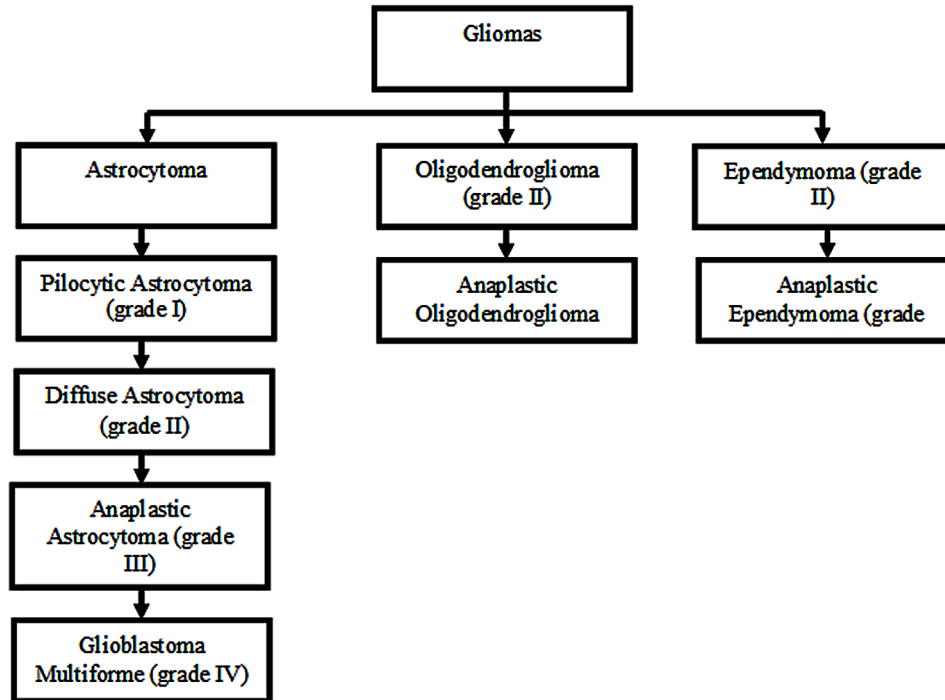 Gliomas
Astrocytoma
Oligodendroglioma
(grade II)
Ependymoma (grade
II)
Pilocytic Astrocytoma
(grade I)
Anaplastic
Oligodendroglioma
Anaplastic
Ependymoma (grade
Diffuse Astrocytoma
(grade II)
Anaplastic
Astrocytoma (grade
III)
Glioblastoma
Multiforme (grade IV)